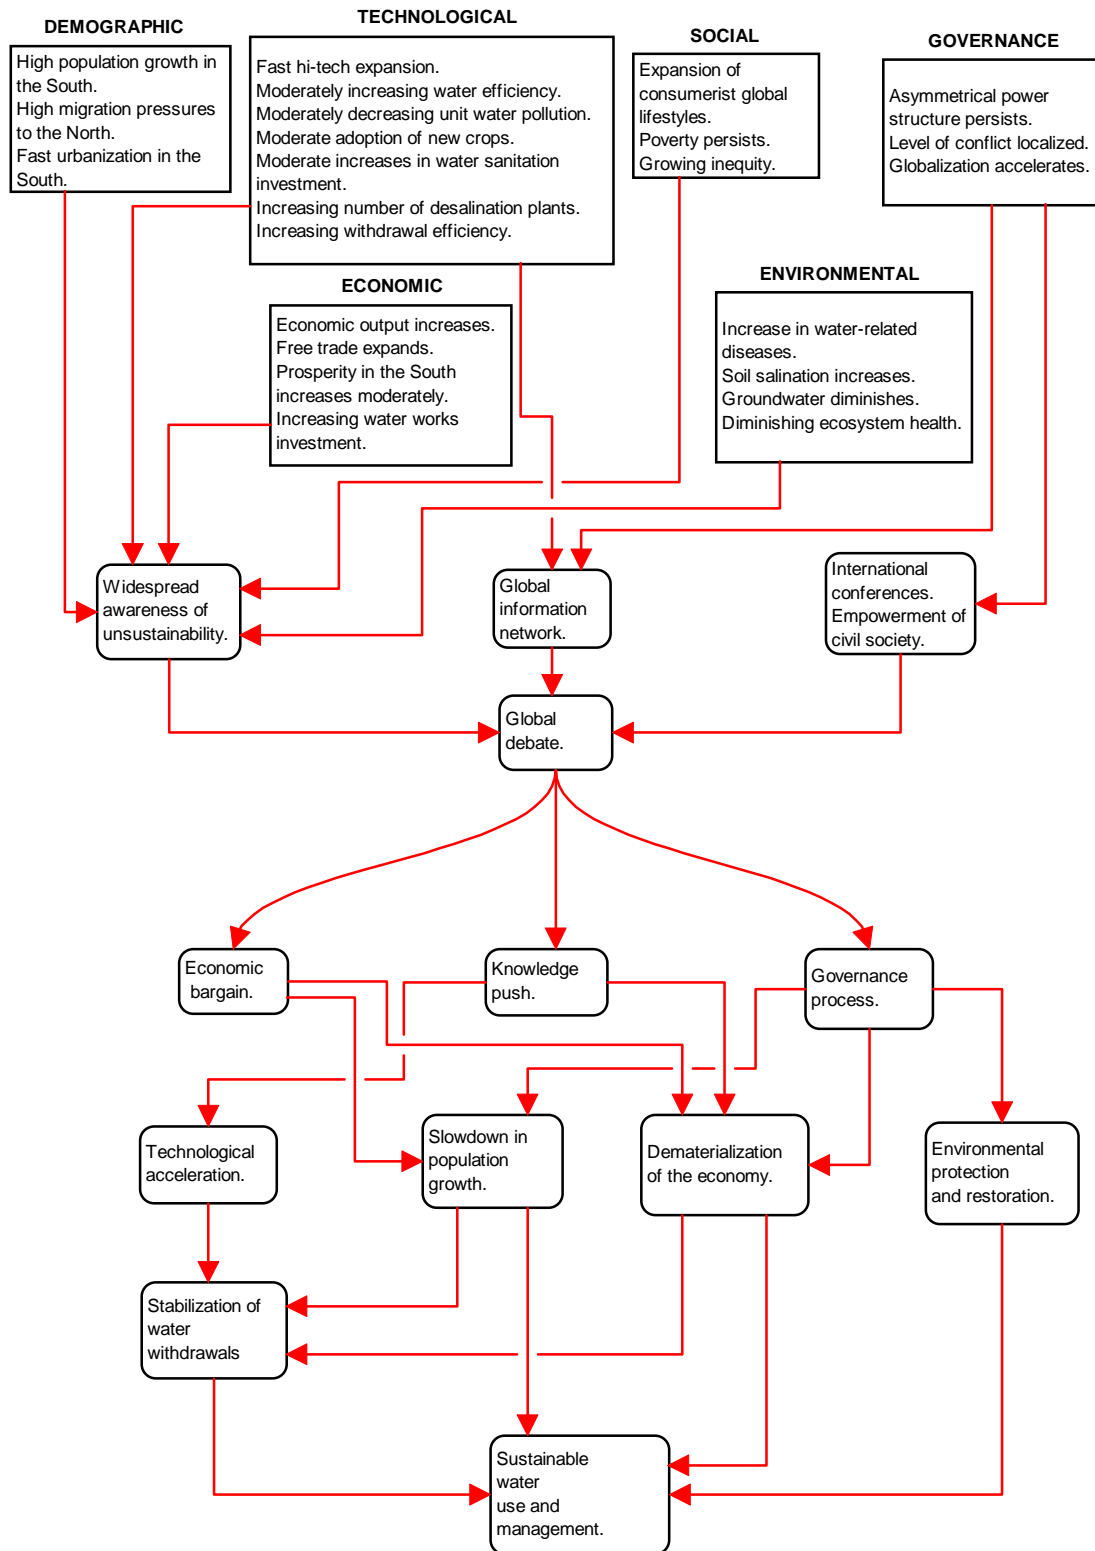 DEMOGRAPHIC
High population growth in
the South.
High migration pressures
to the North.
Fast urbanization in the
South.
TECHNOLOGICAL
Fast hi-tech expansion.
Moderately increasing water efficiency.
Moderately decreasing unit water pollution.
Moderate adoption of new crops.
Moderate increases in water sanitation
investment.
Increasing number of desalination plants.
Increasing withdrawal efficiency.
SOCIAL
Expansion of
consumerist global
lifestyles.
Poverty persists.
Growing inequity.
GOVERNANCE
Asymmetrical power
structure persists.
Level of conflict localized.
Globalization accelerates.
ECONOMIC
Economic output increases.
Free trade expands.
Prosperity in the South
increases moderately.
Increasing water works
investment.
ENVIRONMENTAL
Increase in water-related
diseases.
Soil salination increases.
Groundwater diminishes.
Diminishing ecosystem health.
Widespread
awareness of
unsustainability.
Global
information
network.
International
conferences.
Empowerment of
civil society.
Global
debate.
Economic
bargain.
Knowledge
push.
Governance
process.
Technological
acceleration.
Slowdown in
population
growth.
Dematerialization
of the economy.
Environmental
protection
and restoration.
Stabilization of
water
withdrawals
Sustainable
water
use and
management.